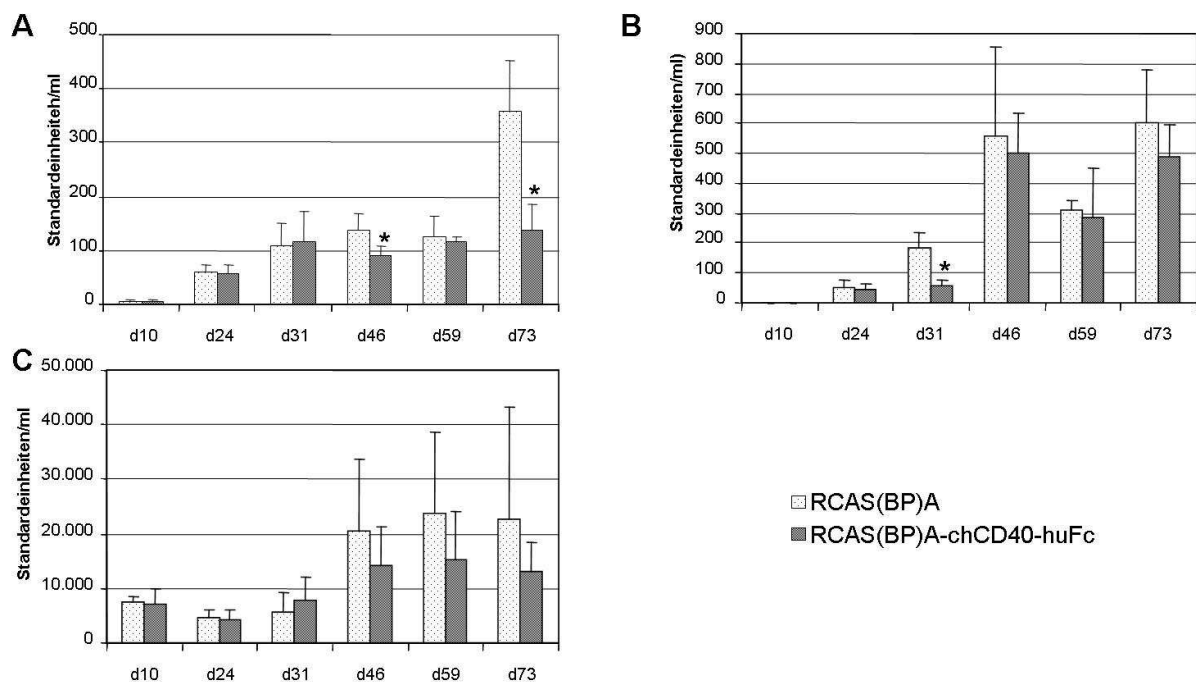 A
Standardeinheiteh/ml
500
400
300
200
100
0
*
*
d10 d24 d31 d46 d59 d73
B
Standardeinheiten/ml)
900
800
700
600
500
400
300
200
100
0
*
d10 d24 d31 d46 d59 d73
C
Standardeinheiten/ml
50.000
40.000
30.000
20.000
10.000
0
d10 d24 d31 d46 d59 d73
RCAS(BP)A
RCAS(BP)A-chCD40-huFc